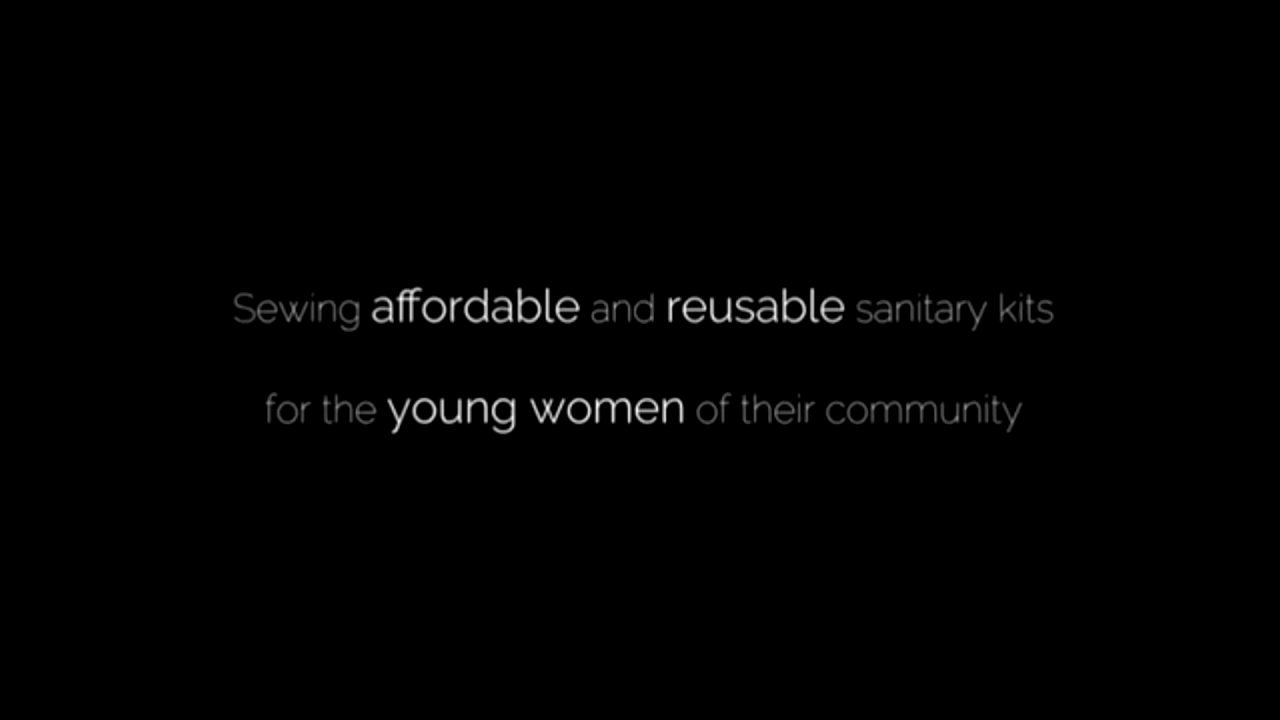 Sewing affordable and reusable sanitary kits
for the young women of their community